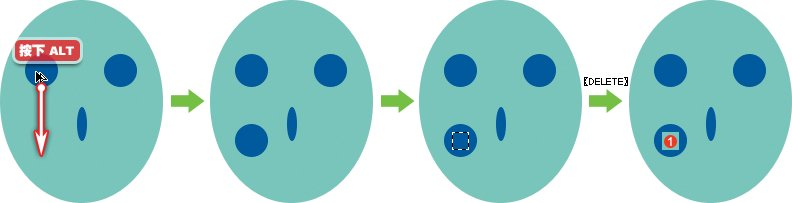 按下 ALT
【DELETE】
1